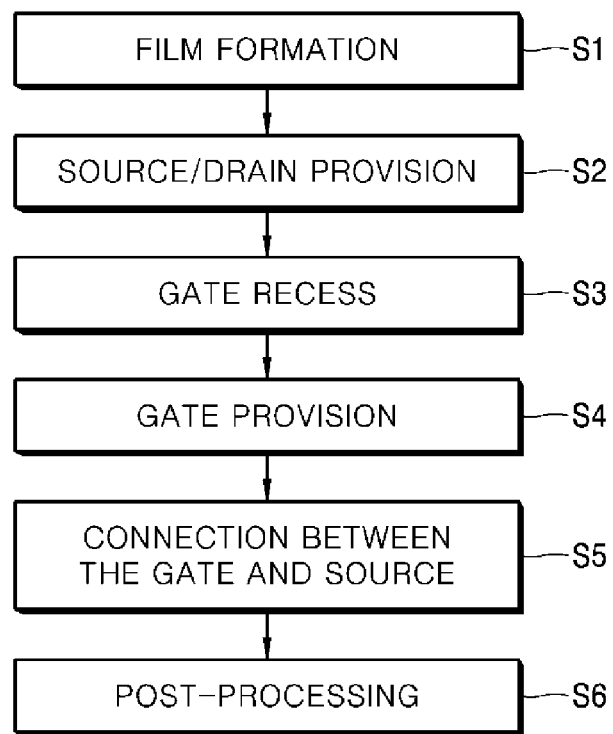 FILM FORMATION S1
SOURCE/DRAIN PROVISION S2
GATE RECESS S3
GATE PROVISION S4
CONNECTION BETWEEN
THE GATE AND SOURCE S5
POST-PROCESSING S6